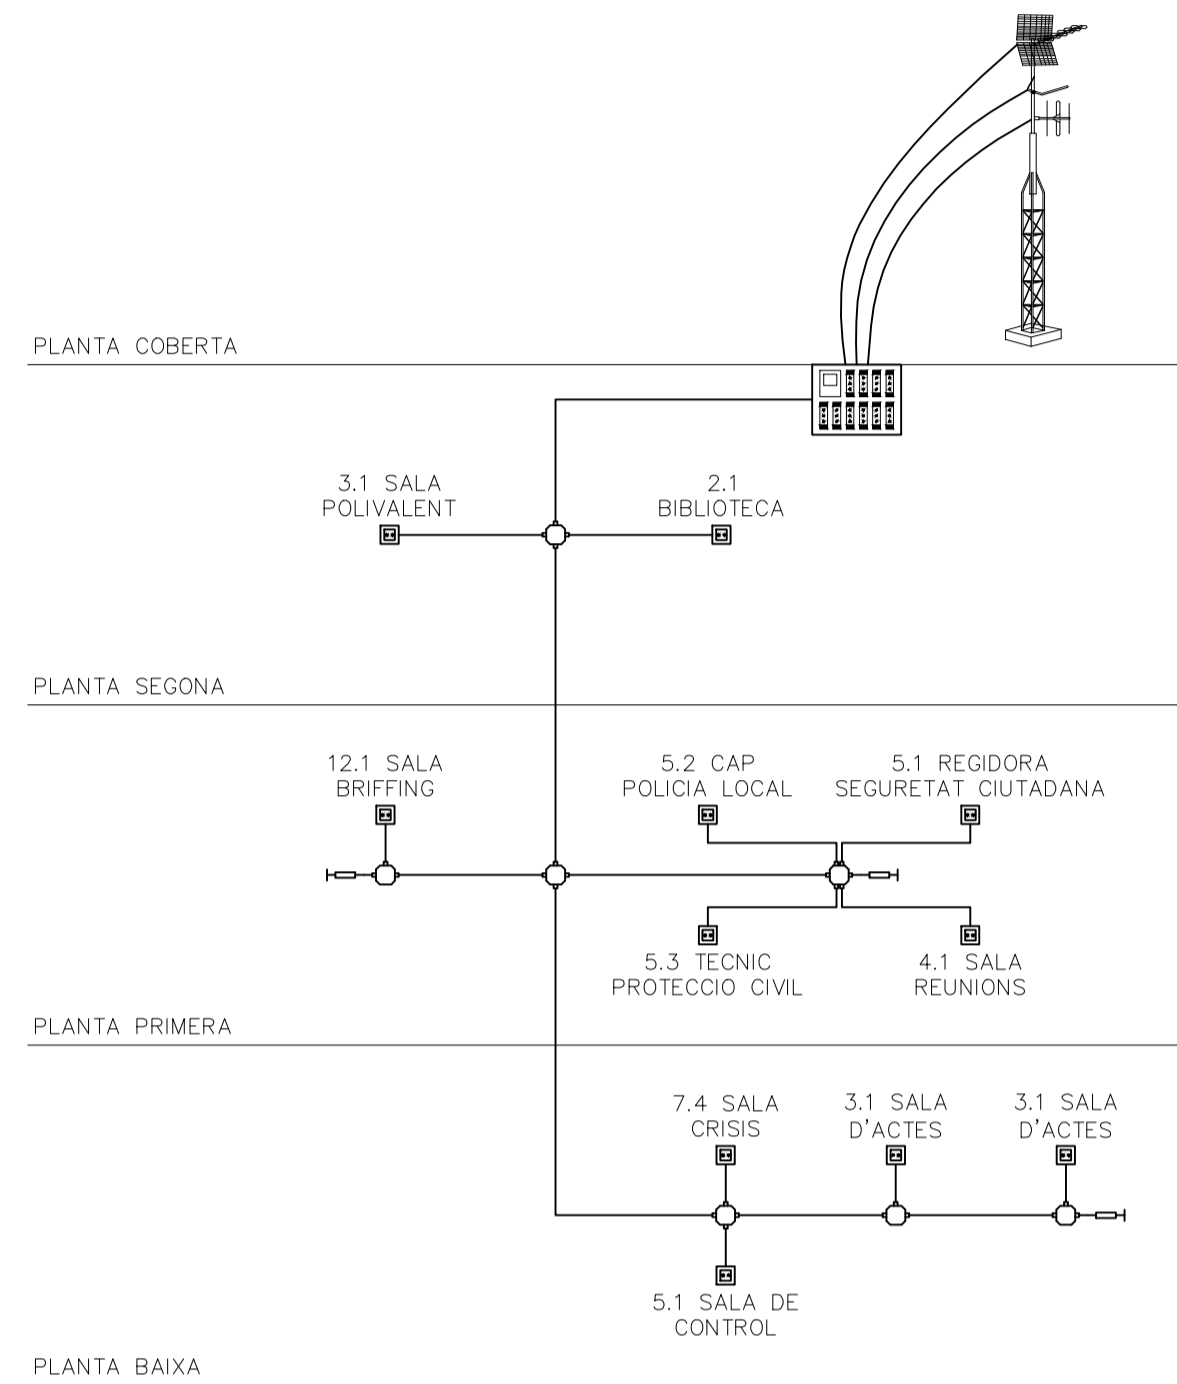 PLANTA COBERTA
3.1 SALA
POLIVALENT
2.1
BIBLIOTECA
PLANTA SEGONA
12.1 SALA
BRIFFING
5.2 CAP
POLICIA LOCAL
5.1 REGIDORA
SEGURETAT CIUTADANA
5.3 TECNIC
PROTECCIO CIVIL
4.1 SALA
REUNIONS
PLANTA PRIMERA
7.4 SALA
CRISIS
3.1 SALA
D'ACTES
3.1 SALA
D'ACTES
5.1 SALA DE
CONTROL
PLANTA BAIXA